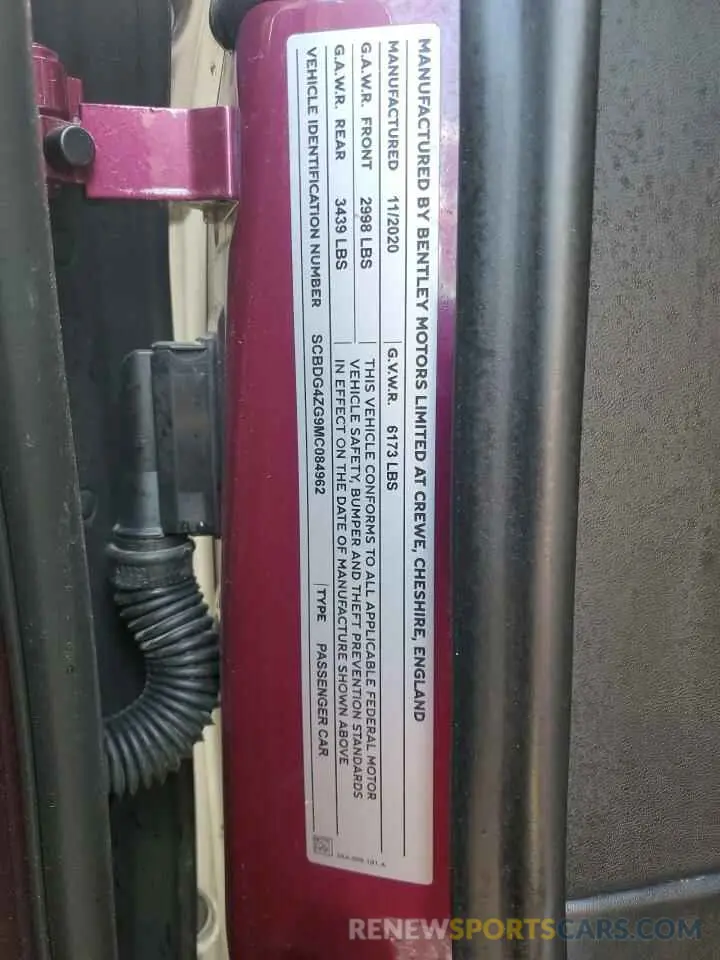 MANUFACTURED BY BENTLEY MOTORS LIMITED AT CREWE, CHESHIRE, ENGLAND
MANUFACTURED 11/2020 G.V.W.R. 6173 LBS
G.A.W.R. FRONT 2998 LBS
G.A.W.R. REAR 3439 LBS
THIS VEHICLE CONFORMS TO ALL APPLICABLE FEDERAL MOTOR
VEHICLE SAFETY, BUMPER AND THEFT PREVENTION STANDARDS
IN EFFECT ON THE DATE OF MANUFACTURE SHOWN ABOVE
VEHICLE IDENTIFICATION NUMBER SCBDG4ZG9MC084962 TYPE PASSENGER CAR
RENEWSPORTSCARS.COM